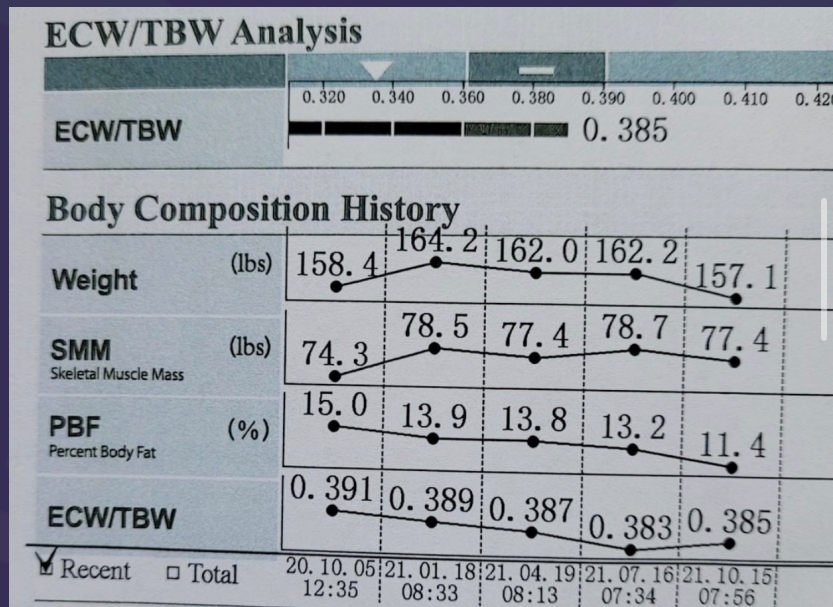 ECW/TBW Analysis
0.320 0.340 0.360 0.380 0.390 0.400 0.410 0.420
ECW/TBW 0.385
Body Composition History
Weight (lbs) 158.4 164.2 162.0 162.2 157.1
SMM (lbs) 74.3 78.5 77.4 78.7 77.4
Skeletal Muscle Mass
PBF (%) 15.0 13.9 13.8 13.2 11.4
Percent Body Fat
ECW/TBW 0.391 0.389 0.387 0.383 0.385
Recent Total 20.10.05 21.01.18 21.04.19 21.07.16 21.10.15
12:35 08:33 08:13 07:34 07:56